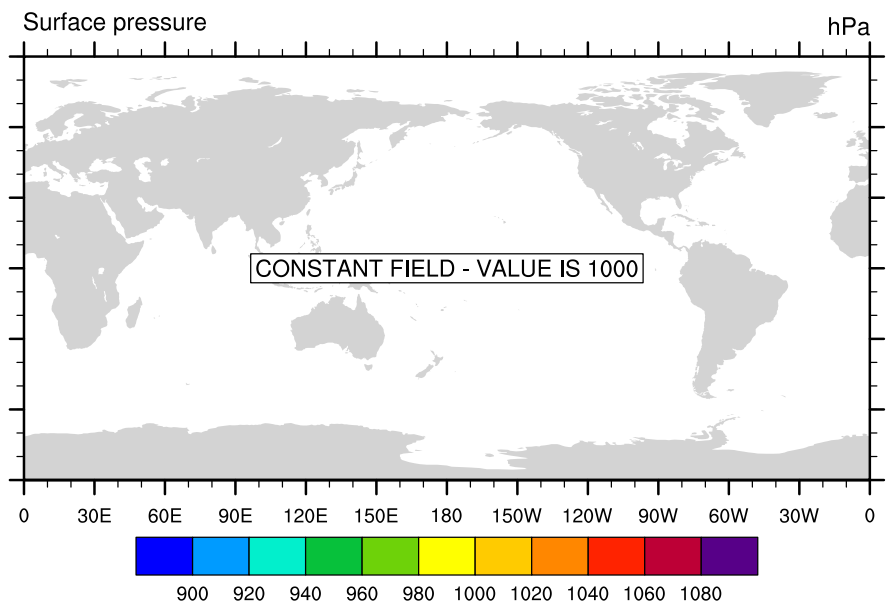 Surface pressure hPa
CONSTANT FIELD - VALUE IS 1000
0 30E 60E 90E 120E 150E 180 150W 120W 90W 60W 30W 0
900 920 940 960 980 1000 1020 1040 1060 1080